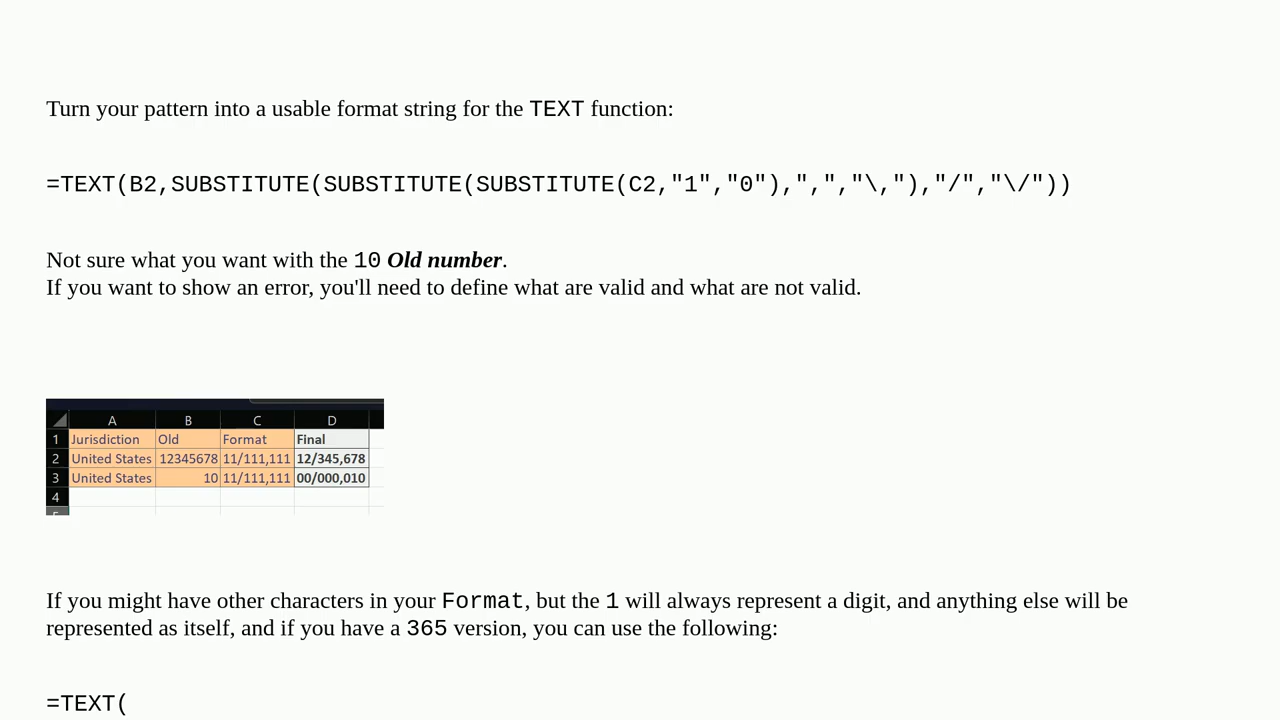 Turn your pattern into a usable format string for the TEXT function:
=TEXT(B2,SUBSTITUTE(SUBSTITUTE(SUBSTITUTE(C2,"1","0"),",","\,"),"/","\/"))
Not sure what you want with the 10 Old number.
If you want to show an error, you'll need to define what are valid and what are not valid.
A B C D
1 Jurisdiction Old Format Final
2 United States 12345678 11/111,111 12/345,678
3 United States 10 11/111,111 00/000,010
4
5
If you might have other characters in your Format, but the 1 will always represent a digit, and anything else will be
represented as itself, and if you have a 365 version, you can use the following:
=TEXT(